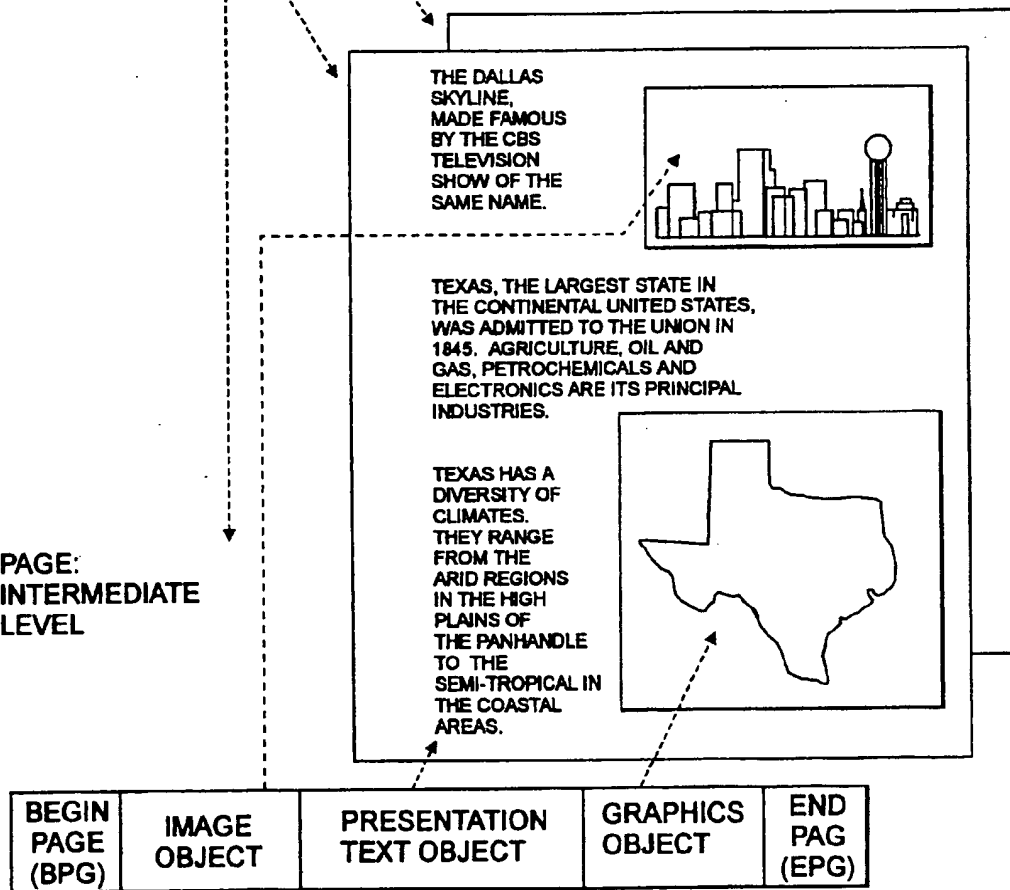 THE DALLAS
SKYLINE,
MADE FAMOUS
BY THE CBS
TELEVISION
SHOW OF THE
SAME NAME.
TEXAS, THE LARGEST STATE IN
THE CONTINENTAL UNITED STATES,
WAS ADMITTED TO THE UNION IN
1845. AGRICULTURE, OIL AND
GAS, PETROCHEMICALS AND
ELECTRONICS ARE ITS PRINCIPAL
INDUSTRIES.
TEXAS HAS A
DIVERSITY OF
CLIMATES.
THEY RANGE
FROM THE
ARID REGIONS
IN THE HIGH
PLAINS OF
THE PANHANDLE
TO THE
SEMI-TROPICAL IN
THE COASTAL
AREAS.
PAGE:
INTERMEDIATE
LEVEL
BEGIN
PAGE
(BPG)
IMAGE
OBJECT
PRESENTATION
TEXT OBJECT
GRAPHICS
OBJECT
END
PAG
(EPG)